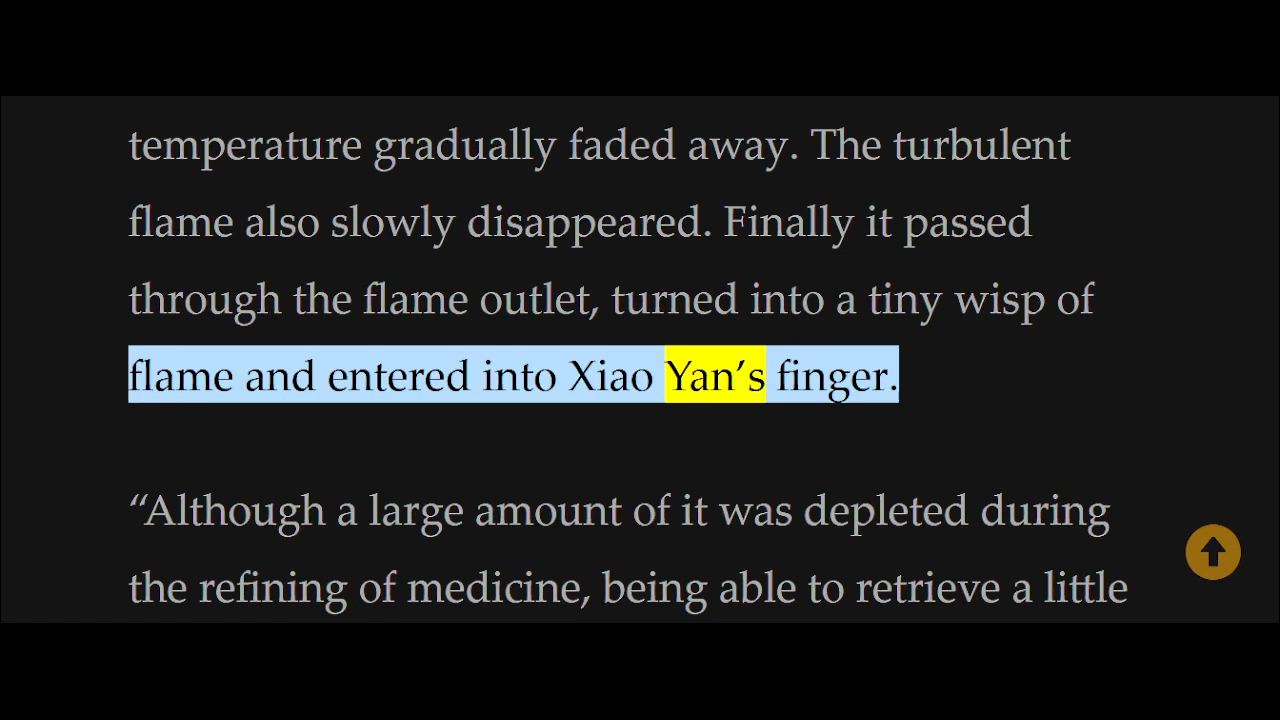 temperature gradually faded away. The turbulent
flame also slowly disappeared. Finally it passed
through the flame outlet, turned into a tiny wisp of
flame and entered into Xiao Yan’s finger.
“Although a large amount of it was depleted during
the refining of medicine, being able to retrieve a little